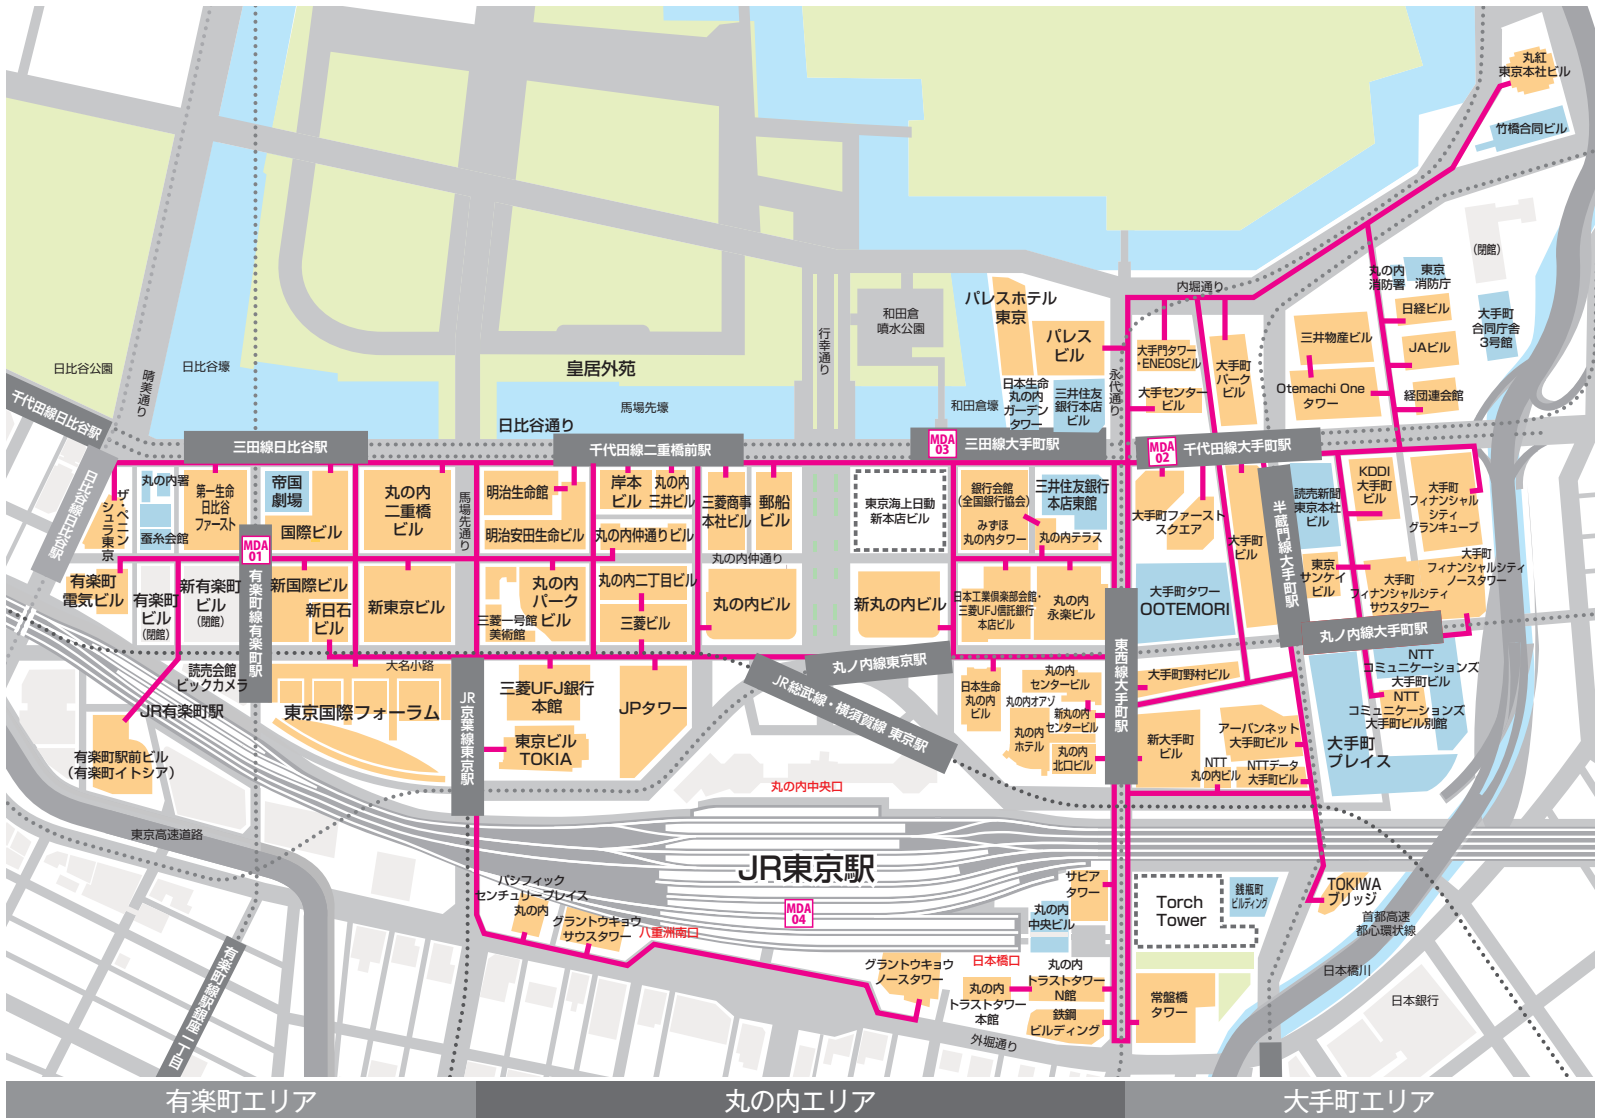 丸紅
東京本社ビル
竹橋合同ビル
(閉館)
丸の内
消防署
東京
消防庁
日経ビル
大手町
合同庁舎
3号館
JAビル
三井物産ビル
Otemachi One
タワー
経団連会館
内堀通り
パレスホテル
東京
パレス
ビル
和田倉
噴水公園
行幸通り
皇居外苑
日比谷公園
晴美通り
日比谷壕
馬場先壕
和田倉壕
日比谷通り
日本生命
丸の内
ガーデン
タワー
三井住友
銀行本店
ビル
永代通り
大手門タワー
・ENEOSビル
大手センター
ビル
大手町
パーク
ビル
千代田線日比谷駅
日比谷線日比谷駅
三田線日比谷駅
千代田線二重橋前駅
MDA
03
三田線大手町駅
MDA
02
千代田線大手町駅
ザ・ペニン
シュラ東京
丸の内署
蚕糸会館
第一生命
日比谷
ファースト
帝国
劇場
国際ビル
MDA
01
丸の内
二重橋
ビル
馬場先通り
明治生命館
明治安田生命ビル
岸本
ビル
丸の内
三井ビル
丸の内仲通りビル
三菱商事
本社ビル
郵船
ビル
丸の内仲通り
東京海上日動
新本店ビル
銀行会館
(全国銀行協会)
みずほ
丸の内タワー
三井住友銀行
本店東館
丸の内テラス
大手町ファースト
スクエア
大手町
ビル
半蔵門線大手町駅
読売新聞
東京本社
ビル
KDDI
大手町
ビル
大手町
フィナンシャル
シティ
グランキューブ
東京
サンケイ
ビル
大手町
フィナンシャルシティ
ノースタワー
大手町
フィナンシャルシティ
サウスタワー
有楽町
電気ビル
有楽町
ビル
(閉館)
新有楽町
ビル
(閉館)
有楽町線有楽町駅
新国際ビル
新日石
ビル
新東京ビル
三菱一号館
美術館
丸の内
パーク
ビル
丸の内二丁目ビル
三菱ビル
丸の内ビル
新丸の内ビル
日本工業倶楽部会館・
三菱UFJ信託銀行
本店ビル
丸の内
永楽ビル
大手町タワー
OOTEMORI
東西線大手町駅
丸ノ内線大手町駅
丸ノ内線東京駅
JR総武線・横須賀線 東京駅
読売会館
ビックカメラ
JR有楽町駅
大名小路
東京国際フォーラム
JR京葉線東京駅
三菱UFJ銀行
本館
東京ビル
TOKIA
JPタワー
日本生命
丸の内
ビル
丸の内
センタービル
丸の内オアゾ
新丸の内
センタービル
丸の内
ホテル
丸の内
北口ビル
大手町野村ビル
新大手町
ビル
アーバンネット
大手町ビル
NTT
丸の内ビル
NTTデータ
大手町ビル
NTT
コミュニケーションズ
大手町ビル
NTT
コミュニケーションズ
大手町ビル別館
大手町
プレイス
有楽町駅前ビル
(有楽町イトシア)
丸の内中央口
東京高速道路
JR東京駅
MDA
04
パシフィック
センチュリープレイス
丸の内
グラントウキョウ
サウスタワー
八重洲南口
サピア
タワー
丸の内
中央ビル
日本橋口
Torch
Tower
銭瓶町
ビルディング
TOKIWA
ブリッジ
首都高速
都心環状線
日本橋川
日本銀行
グラントウキョウ
ノースタワー
丸の内
トラストタワー
N館
丸の内
トラストタワー
本館
鉄鋼
ビルディング
常盤橋
タワー
外堀通り
有楽町線駅銀座一丁目
有楽町エリア
丸の内エリア
大手町エリア